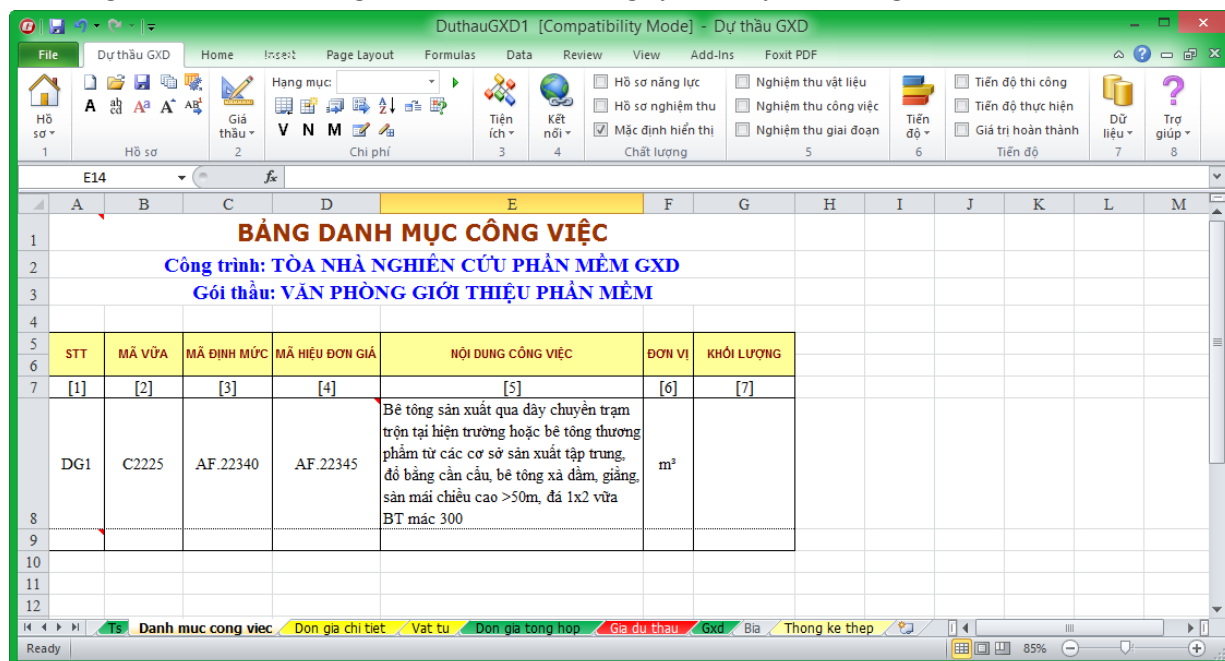 DuthauGXD1 [Compatibility Mode] - Dự thầu GXD
File Dự thầu GXD Home Insert Page Layout Formulas Data Review View Add-Ins Foxit PDF
Hồ sơ
Giá thầu
Hạng mục:
V N M
Tiện ích
Kết nối
Hồ sơ năng lực
Hồ sơ nghiệm thu
Mặc định hiển thị
Nghiệm thu vật liệu
Nghiệm thu công việc
Nghiệm thu giai đoạn
Tiến độ
Tiến độ thi công
Tiến độ thực hiện
Giá trị hoàn thành
Dữ liệu
Trợ giúp
1 Hồ sơ 2 Chi phí 3 4 Chất lượng 5 6 Tiến độ 7 8
E14 fx
A B C D E F G H I J K L M
1 BẢNG DANH MỤC CÔNG VIỆC
2 Công trình: TÒA NHÀ NGHIÊN CỨU PHẦN MỀM GXD
3 Gói thầu: VĂN PHÒNG GIỚI THIỆU PHẦN MỀM
4
5
6
STT MÃ VỮA MÃ ĐỊNH MỨC MÃ HIỆU ĐƠN GIÁ NỘI DUNG CÔNG VIỆC ĐƠN VỊ KHỐI LƯỢNG
7 [1] [2] [3] [4] [5] [6] [7]
Bê tông sản xuất qua dây chuyền trạm
trộn tại hiện trường hoặc bê tông thương
phẩm từ các cơ sở sản xuất tập trung,
DG1 C2225 AF.22340 AF.22345 đổ bằng cần cẩu, bê tông xà dầm, giằng, m³
sàn mái chiều cao >50m, đá 1x2 vữa
8 BT mác 300
9
10
11
12
Ts Danh muc cong viec Don gia chi tiet Vat tu Don gia tong hop Gia du thau Gxd Bia Thong ke thep
Ready 85%